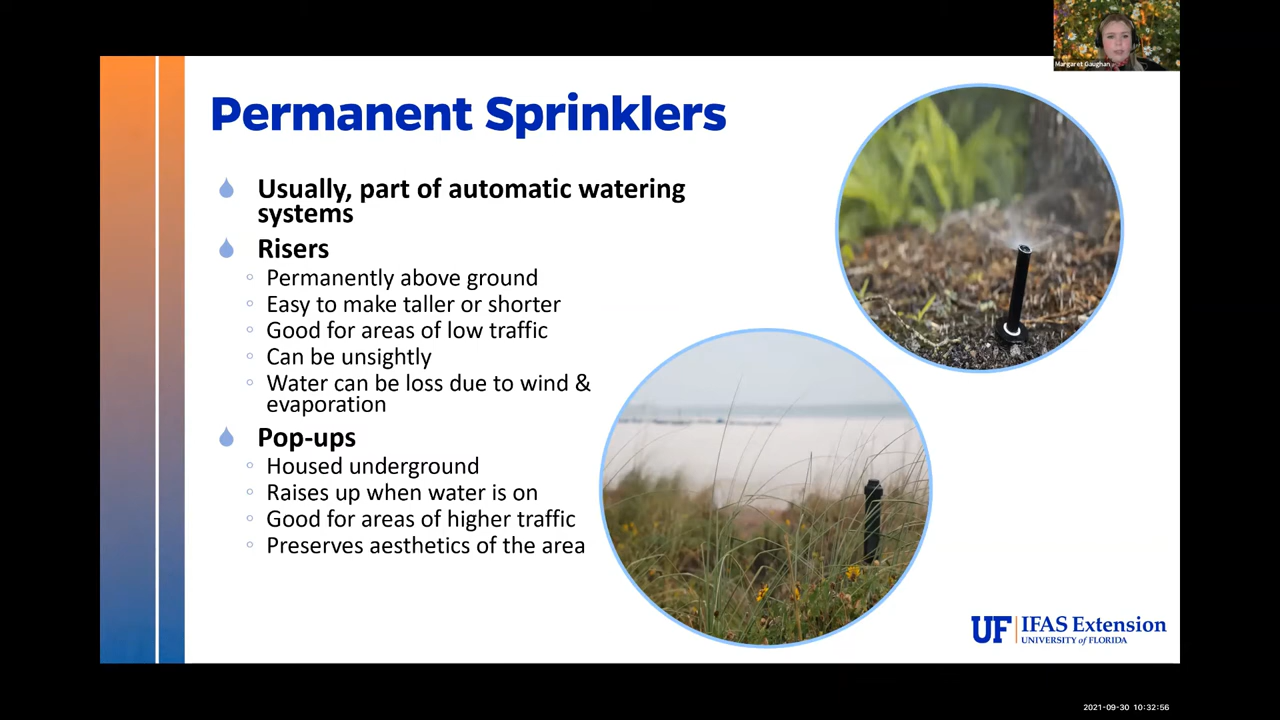 Margaret Gaughan
Permanent Sprinklers
Usually, part of automatic watering
systems
Risers
Permanently above ground
Easy to make taller or shorter
Good for areas of low traffic
Can be unsightly
Water can be loss due to wind &
evaporation
Pop-ups
Housed underground
Raises up when water is on
Good for areas of higher traffic
Preserves aesthetics of the area
UF IFAS Extension
UNIVERSITY of FLORIDA
2021-09-30 10:32:56